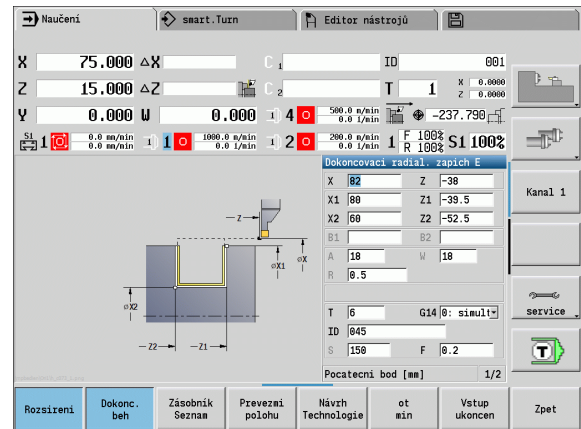 Naučení
smart.Turn
Editor nástrojů
X 75.000 ΔX C 1 ID 001
Z 15.000 ΔZ C 2 T 1 X 0.0000 Z 0.0000
Y 0.000 W 0.000 4 500.0 m/min 0.0 1/min -237.790
S1 1 0.0 mm/min 0.0 m/min 1 1000.0 m/min 0.0 1/min 2 200.0 m/min 0.0 1/min 1 F 100% R 100% S1 100%
Dokoncovaci radial. zapich E
X 82 Z -38
X1 80 Z1 -39.5
X2 60 Z2 -52.5
B1 B2
A 18 W 18
R 0.5
T 6 G14 0: simult
ID 045
S 150 F 0.2
Pocatecni bod [mm] 1/2
Z
øX1
øX
øX2
Z2
Z1
Kanal 1
service
T
Rozsireni
Dokonc. beh
Zásobník Seznam
Prevezmi polohu
Návrh Technologie
ot min
Vstup ukoncen
Zpet